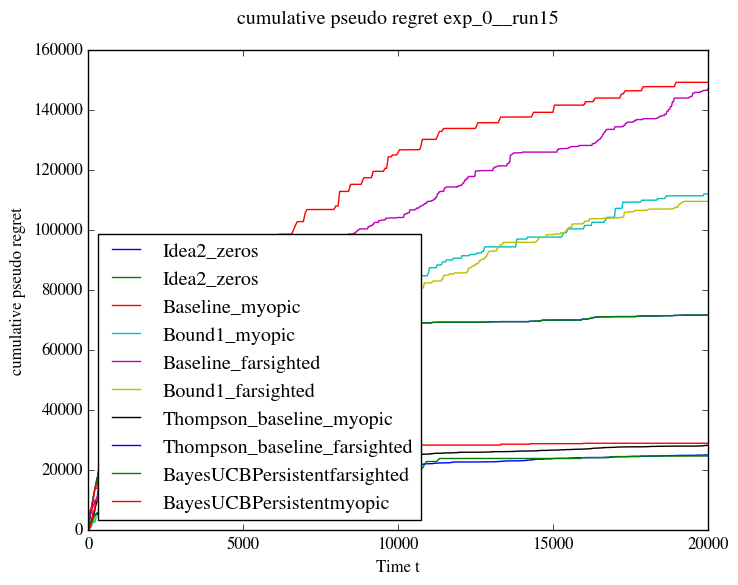 cumulative pseudo regret exp_0__run15
160000
140000
120000
100000
80000
60000
40000
20000
0
cumulative pseudo regret
Idea2_zeros
Idea2_zeros
Baseline_myopic
Bound1_myopic
Baseline_farsighted
Bound1_farsighted
Thompson_baseline_myopic
Thompson_baseline_farsighted
BayesUCBPersistentfarsighted
BayesUCBPersistentmyopic
0 5000 10000 15000 20000
Time t